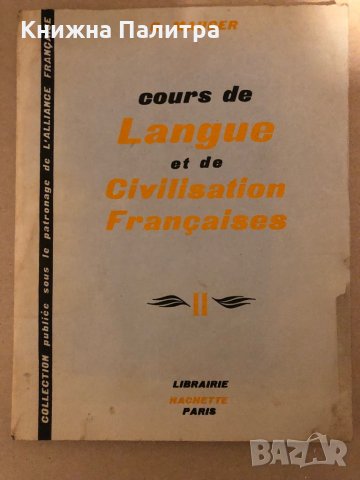 Книжна Палитра
cours de
Langue
et de
Civilisation
Françaises
II
LIBRAIRIE
HACHETTE
PARIS
COLLECTION publiée sous le patronage de L'ALLIANCE FRANÇAISE
BAZAR